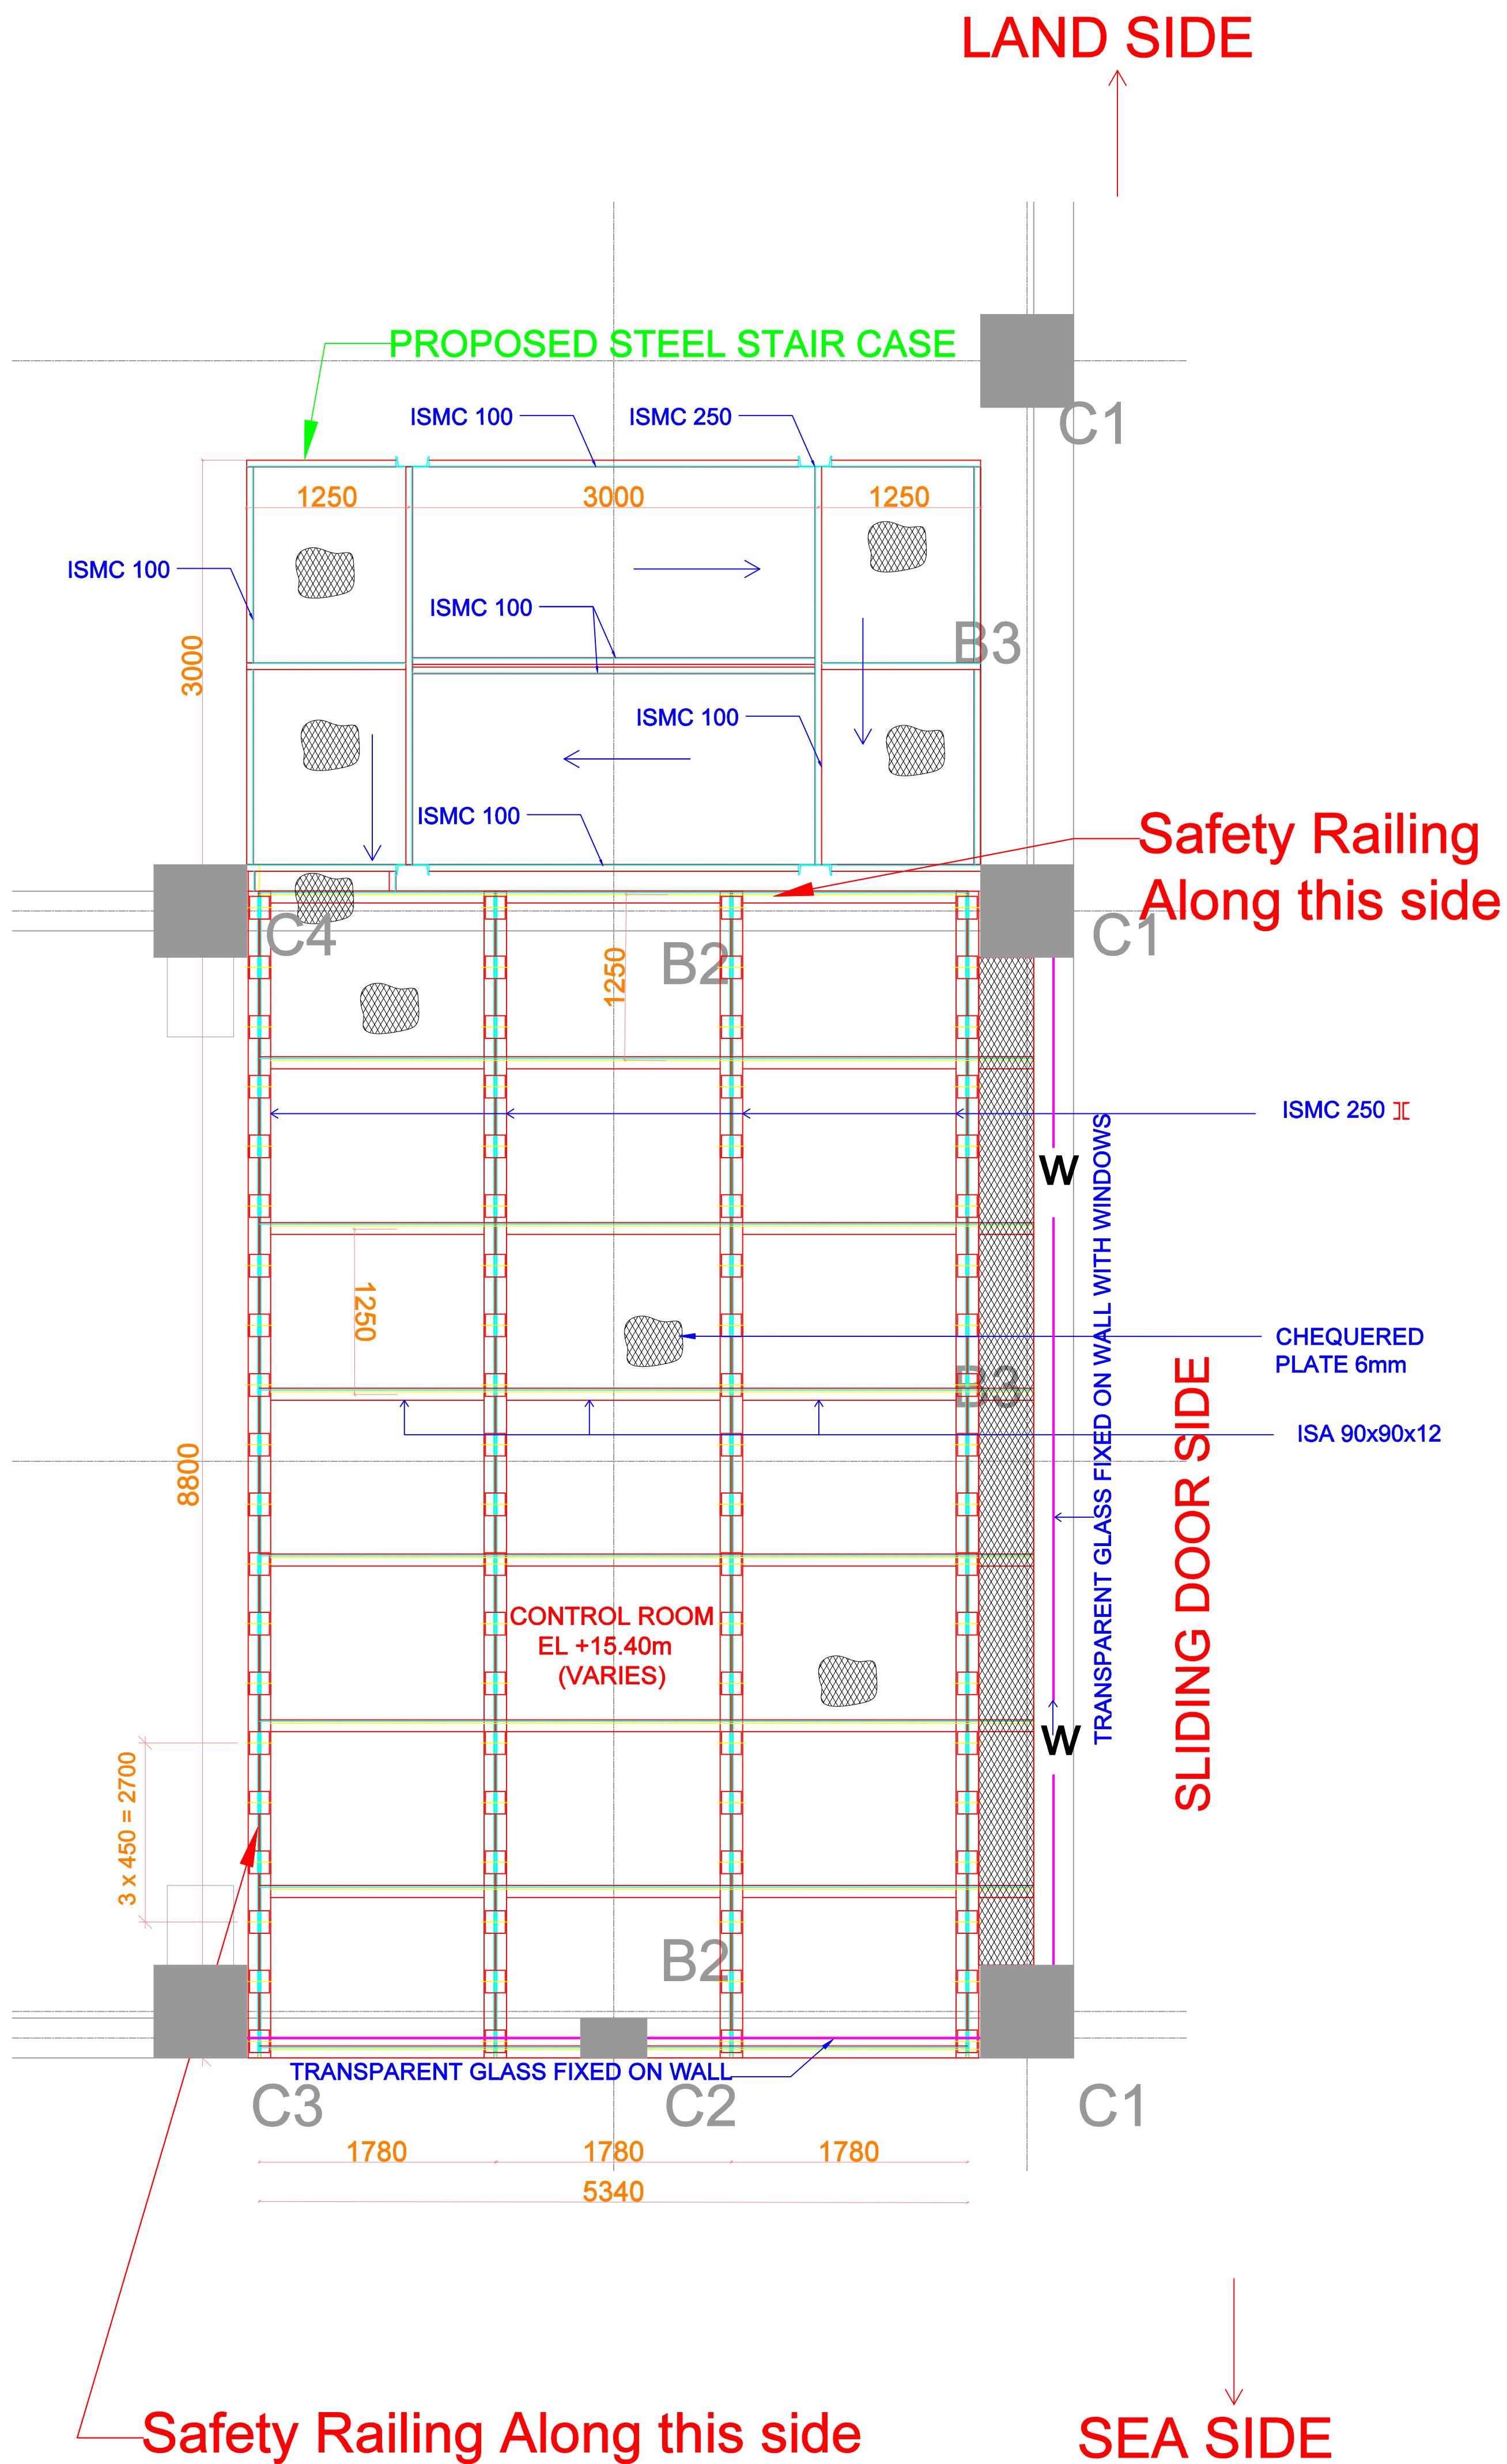 LAND SIDE
PROPOSED STEEL STAIR CASE
ISMC 100
ISMC 250
C1
1250
3000
1250
ISMC 100
ISMC 100
B3
3000
ISMC 100
ISMC 100
Safety Railing
Along this side
C4
B2
C1
1250
ISMC 250
W
TRANSPARENT GLASS FIXED ON WALL WITH WINDOWS
1250
CHEQUERED
PLATE 6mm
B3
SLIDING DOOR SIDE
ISA 90x90x12
8800
CONTROL ROOM
EL +15.40m
(VARIES)
W
3 x 450 = 2700
B2
TRANSPARENT GLASS FIXED ON WALL
C3
C2
C1
1780
1780
1780
5340
Safety Railing Along this side
SEA SIDE